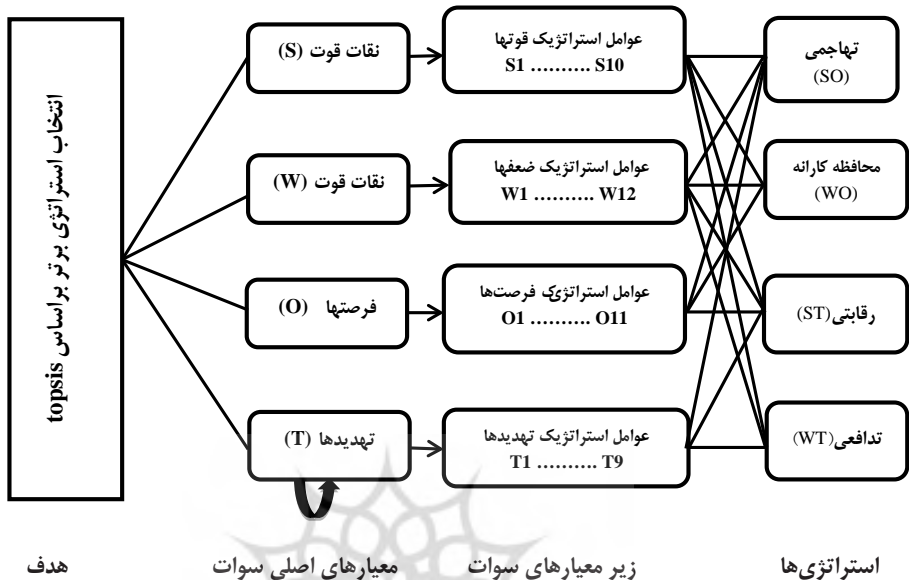 انتخاب استراتژی برتر براساس topsis
نقات قوت (S)
عوامل استراتژیک قوتها
S1 .......... S10
تهاجمی
(SO)
نقات قوت (W)
عوامل استراتژیک ضعفها
W1 .......... W12
محافظه کارانه
(WO)
فرصتها (O)
عوامل استراتژیک فرصت‌ها
O1 .......... O11
رقابتی(ST)
تهدیدها (T)
عوامل استراتژیک تهدیدها
T1 .......... T9
تدافعی(WT)
هدف
معیارهای اصلی سوات
زیر معیارهای سوات
استراتژی‌ها